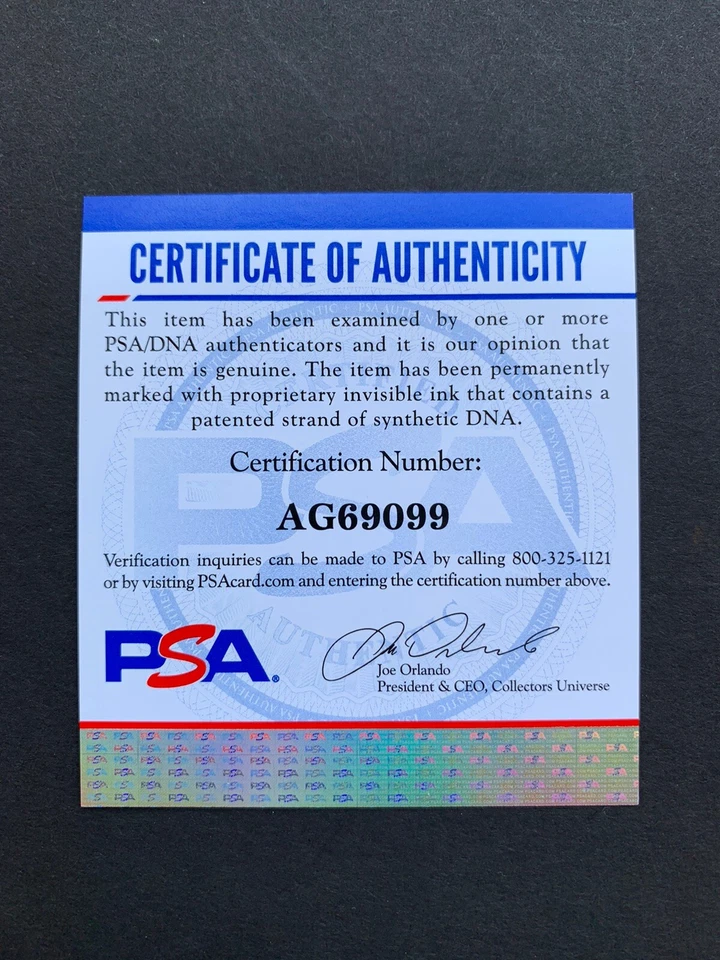 CERTIFICATE OF AUTHENTICITY
This item has been examined by one or more
PSA/DNA authenticators and it is our opinion that
the item is genuine. The item has been permanently
marked with proprietary invisible ink that contains a
patented strand of synthetic DNA.
Certification Number:
AG69099
Verification inquiries can be made to PSA by calling 800-325-1121
or by visiting PSAcard.com and entering the certification number above.
PSA®
Joe Orlando
President & CEO, Collectors Universe